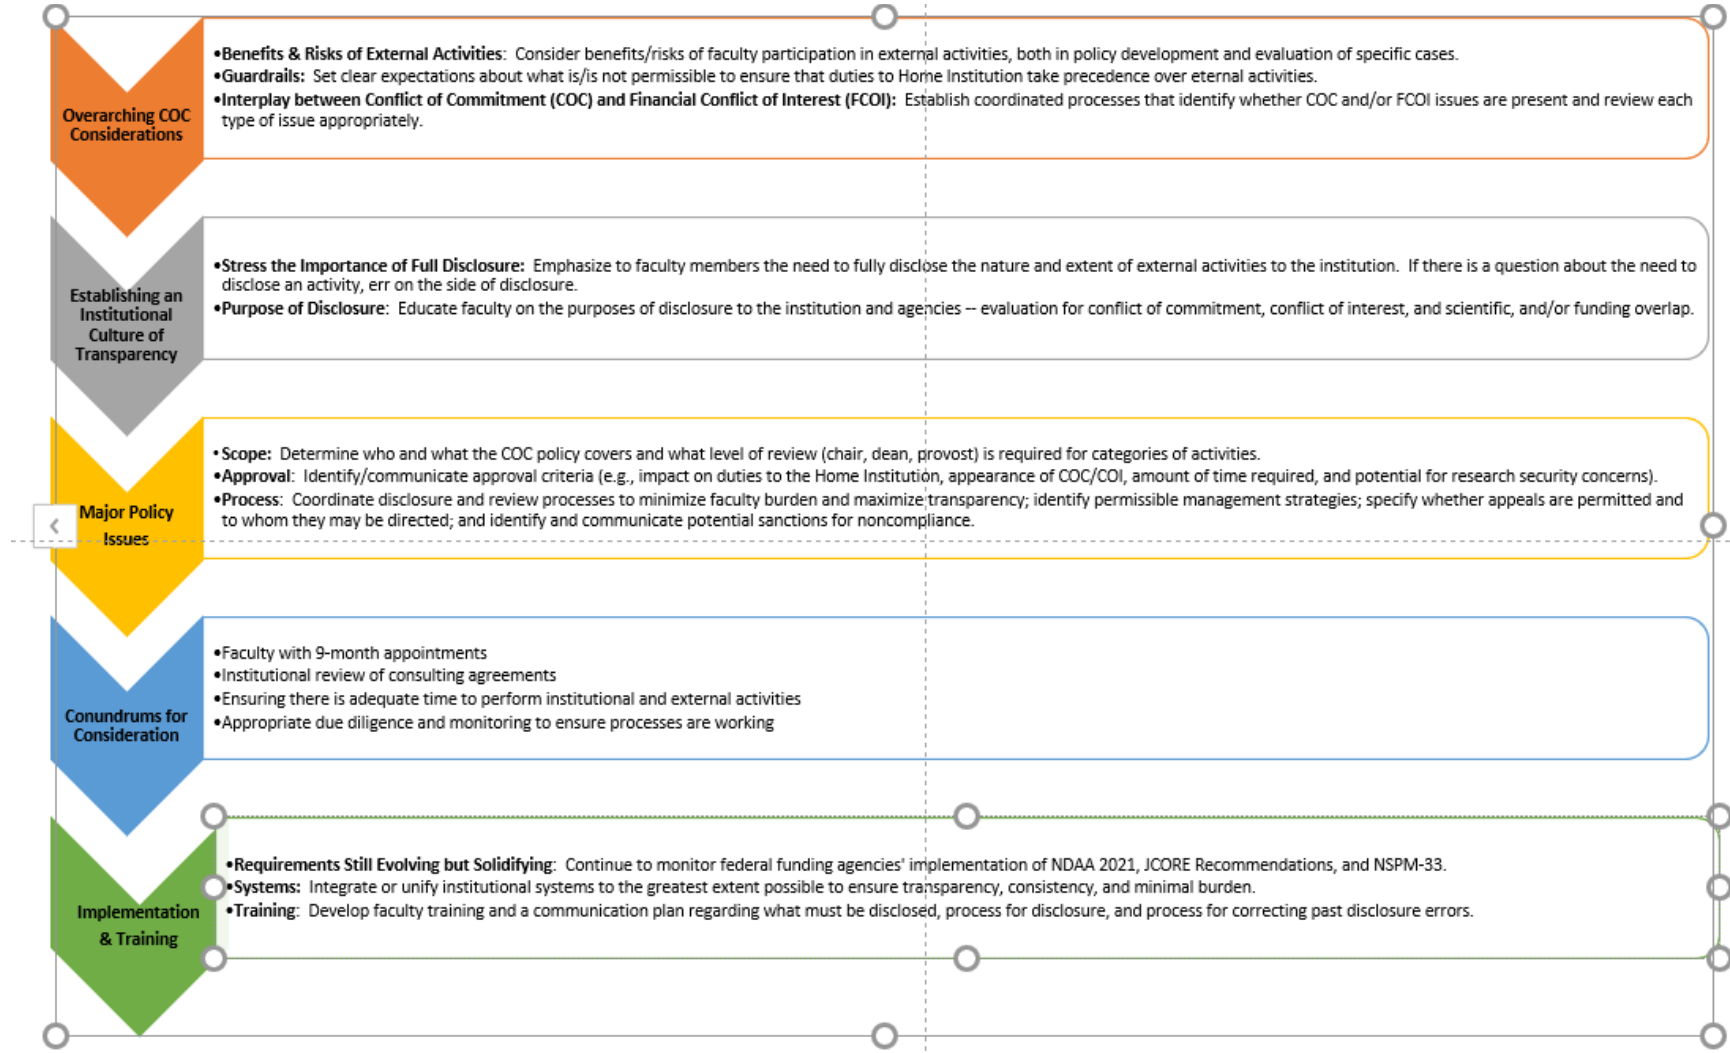 Overarching COC
Considerations
•Benefits & Risks of External Activities:  Consider benefits/risks of faculty participation in external activities, both in policy development and evaluation of specific cases.
•Guardrails:  Set clear expectations about what is/is not permissible to ensure that duties to Home Institution take precedence over eternal activities.
•Interplay between Conflict of Commitment (COC) and Financial Conflict of Interest (FCOI):  Establish coordinated processes that identify whether COC and/or FCOI issues are present and review each
type of issue appropriately.
Establishing an
Institutional
Culture of
Transparency
•Stress the Importance of Full Disclosure:  Emphasize to faculty members the need to fully disclose the nature and extent of external activities to the institution.  If there is a question about the need to
disclose an activity, err on the side of disclosure.
•Purpose of Disclosure:  Educate faculty on the purposes of disclosure to the institution and agencies -- evaluation for conflict of commitment, conflict of interest, and scientific, and/or funding overlap.
Major Policy
Issues
•Scope:  Determine who and what the COC policy covers and what level of review (chair, dean, provost) is required for categories of activities.
•Approval:  Identify/communicate approval criteria (e.g., impact on duties to the Home Institution, appearance of COC/COI, amount of time required, and potential for research security concerns).
•Process:  Coordinate disclosure and review processes to minimize faculty burden and maximize transparency; identify permissible management strategies; specify whether appeals are permitted and
to whom they may be directed; and identify and communicate potential sanctions for noncompliance.
Conundrums for
Consideration
•Faculty with 9-month appointments
•Institutional review of consulting agreements
•Ensuring there is adequate time to perform institutional and external activities
•Appropriate due diligence and monitoring to ensure processes are working
Implementation
& Training
•Requirements Still Evolving but Solidifying:  Continue to monitor federal funding agencies' implementation of NDAA 2021, JCORE Recommendations, and NSPM-33.
•Systems:  Integrate or unify institutional systems to the greatest extent possible to ensure transparency, consistency, and minimal burden.
•Training:  Develop faculty training and a communication plan regarding what must be disclosed, process for disclosure, and process for correcting past disclosure errors.